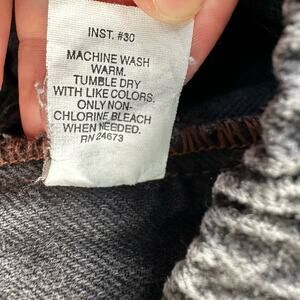 INST. #30
MACHINE WASH
WARM.
TUMBLE DRY
WITH LIKE COLORS.
ONLY NON-
CHLORINE BLEACH
WHEN NEEDED.
RN 24673